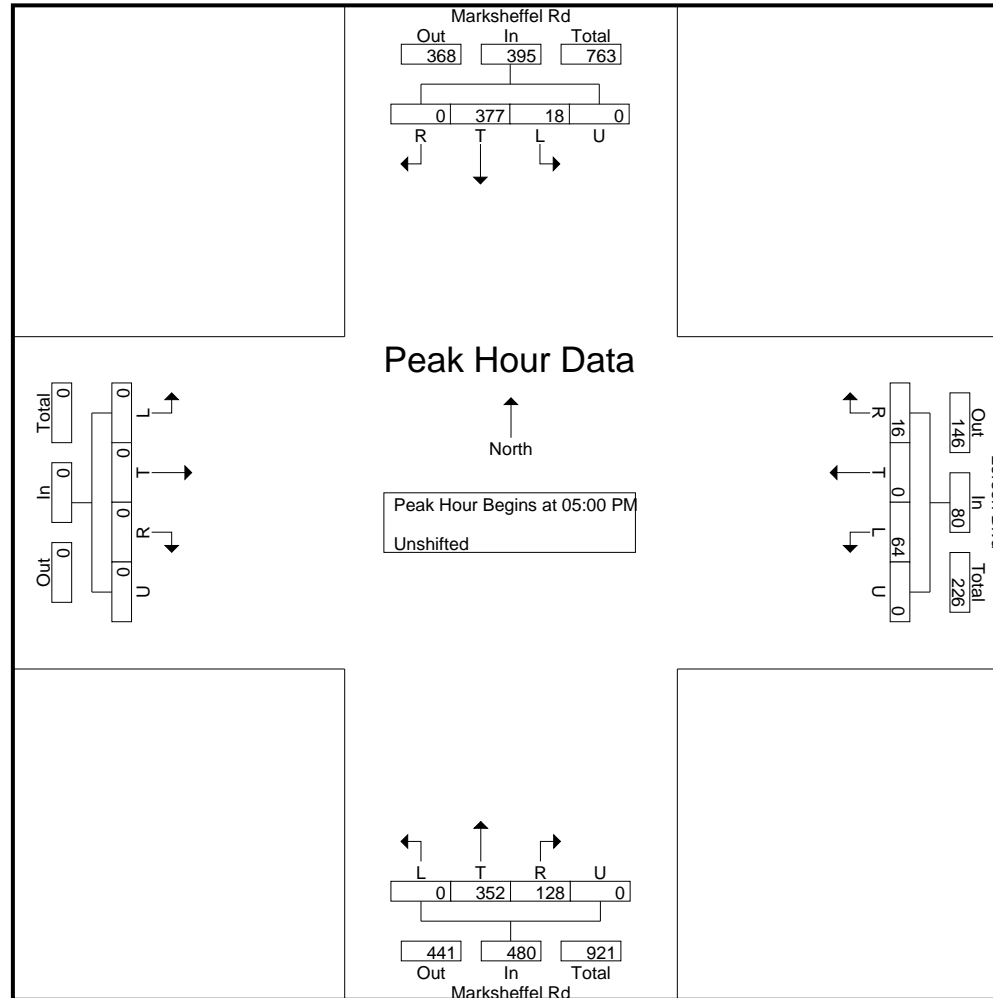 Marksheffel Rd
Out In Total
368 395 763
0 377 18 0
R T L U
Peak Hour Data
North
Peak Hour Begins at 05:00 PM
Unshifted
Total In Out
0 0 0
0 0 0 0
L T R U
R T L U
16 0 64 0
Out In Total
146 80 226
L T R U
0 352 128 0
441 480 921
Out In Total
Marksheffel Rd